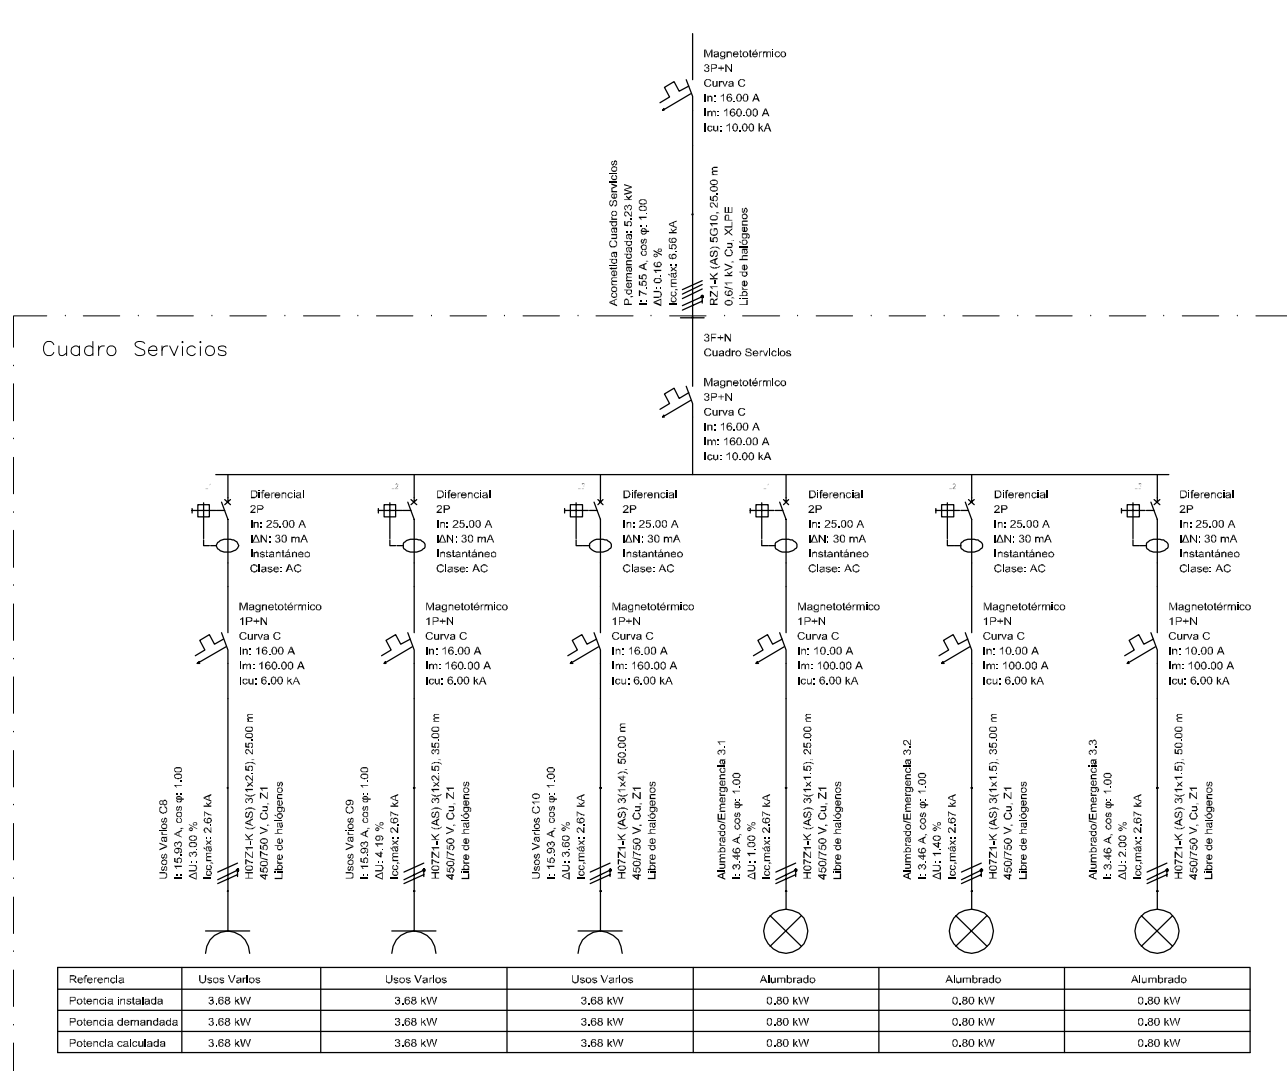 Magnetotérmico
3P+N
Curva C
In: 16.00 A
Im: 160.00 A
Icu: 10.00 kA
Acometida Cuadro Servicios
P.demandada: 5.23 kW
I: 7.55 A, cos φ: 1.00
ΔU: 0.16 %
Icc,máx: 6.56 kA
RZ1-K (AS) 5G10, 25.00 m
0,6/1 kV, Cu, XLPE
Libre de halógenos
Cuadro Servicios
3F+N
Cuadro Servicios
Magnetotérmico
3P+N
Curva C
In: 16.00 A
Im: 160.00 A
Icu: 10.00 kA
L1
Diferencial
2P
In: 25.00 A
IΔN: 30 mA
Instantáneo
Clase: AC
Magnetotérmico
1P+N
Curva C
In: 16.00 A
Im: 160.00 A
Icu: 6.00 kA
Usos Varios C8
I: 15.93 A, cos φ: 1.00
ΔU: 3.00 %
Icc,máx: 2.67 kA
H07Z1-K (AS) 3(1x2.5), 25.00 m
450/750 V, Cu, Z1
Libre de halógenos
L2
Diferencial
2P
In: 25.00 A
IΔN: 30 mA
Instantáneo
Clase: AC
Magnetotérmico
1P+N
Curva C
In: 16.00 A
Im: 160.00 A
Icu: 6.00 kA
Usos Varios C9
I: 15.93 A, cos φ: 1.00
ΔU: 4.19 %
Icc,máx: 2.67 kA
H07Z1-K (AS) 3(1x2.5), 35.00 m
450/750 V, Cu, Z1
Libre de halógenos
L3
Diferencial
2P
In: 25.00 A
IΔN: 30 mA
Instantáneo
Clase: AC
Magnetotérmico
1P+N
Curva C
In: 16.00 A
Im: 160.00 A
Icu: 6.00 kA
Usos Varios C10
I: 15.93 A, cos φ: 1.00
ΔU: 3.60 %
Icc,máx: 2.67 kA
H07Z1-K (AS) 3(1x4), 50.00 m
450/750 V, Cu, Z1
Libre de halógenos
L1
Diferencial
2P
In: 25.00 A
IΔN: 30 mA
Instantáneo
Clase: AC
Magnetotérmico
1P+N
Curva C
In: 10.00 A
Im: 100.00 A
Icu: 6.00 kA
Alumbrado/Emergencia 3.1
I: 3.46 A, cos φ: 1.00
ΔU: 1.00 %
Icc,máx: 2.67 kA
H07Z1-K (AS) 3(1x1.5), 25.00 m
450/750 V, Cu, Z1
Libre de halógenos
L2
Diferencial
2P
In: 25.00 A
IΔN: 30 mA
Instantáneo
Clase: AC
Magnetotérmico
1P+N
Curva C
In: 10.00 A
Im: 100.00 A
Icu: 6.00 kA
Alumbrado/Emergencia 3.2
I: 3.46 A, cos φ: 1.00
ΔU: 1.40 %
Icc,máx: 2.67 kA
H07Z1-K (AS) 3(1x1.5), 35.00 m
450/750 V, Cu, Z1
Libre de halógenos
L3
Diferencial
2P
In: 25.00 A
IΔN: 30 mA
Instantáneo
Clase: AC
Magnetotérmico
1P+N
Curva C
In: 10.00 A
Im: 100.00 A
Icu: 6.00 kA
Alumbrado/Emergencia 3.3
I: 3.46 A, cos φ: 1.00
ΔU: 2.00 %
Icc,máx: 2.67 kA
H07Z1-K (AS) 3(1x1.5), 50.00 m
450/750 V, Cu, Z1
Libre de halógenos
Referencia Usos Varios Usos Varios Usos Varios Alumbrado Alumbrado Alumbrado
Potencia instalada 3.68 kW 3.68 kW 3.68 kW 0.80 kW 0.80 kW 0.80 kW
Potencia demandada 3.68 kW 3.68 kW 3.68 kW 0.80 kW 0.80 kW 0.80 kW
Potencia calculada 3.68 kW 3.68 kW 3.68 kW 0.80 kW 0.80 kW 0.80 kW